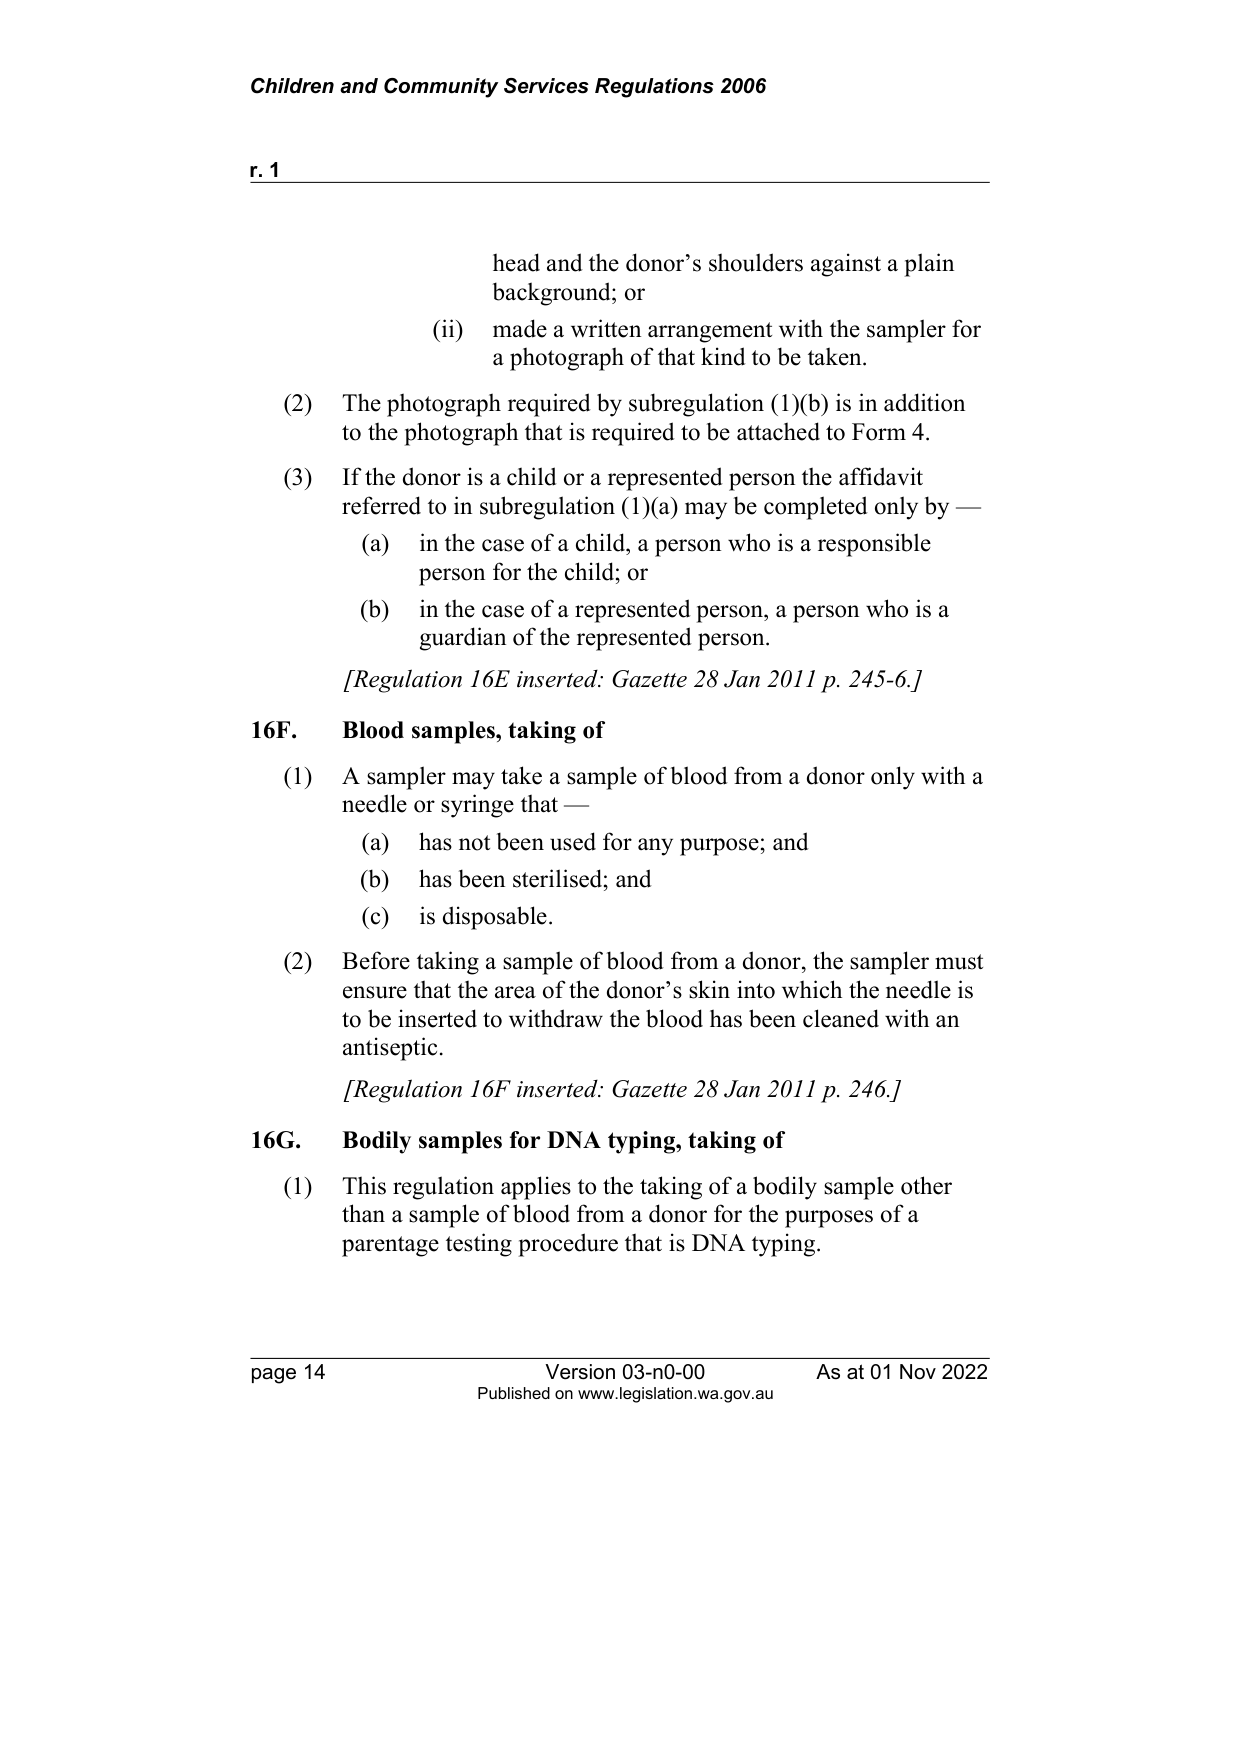 Children and Community Services Regulations 2006
r. 1
head and the donor’s shoulders against a plain
background; or
(ii) made a written arrangement with the sampler for
a photograph of that kind to be taken.
(2) The photograph required by subregulation (1)(b) is in addition
to the photograph that is required to be attached to Form 4.
(3) If the donor is a child or a represented person the affidavit
referred to in subregulation (1)(a) may be completed only by —
(a) in the case of a child, a person who is a responsible
person for the child; or
(b) in the case of a represented person, a person who is a
guardian of the represented person.
[Regulation 16E inserted: Gazette 28 Jan 2011 p. 245-6.]
16F. Blood samples, taking of
(1) A sampler may take a sample of blood from a donor only with a
needle or syringe that —
(a) has not been used for any purpose; and
(b) has been sterilised; and
(c) is disposable.
(2) Before taking a sample of blood from a donor, the sampler must
ensure that the area of the donor’s skin into which the needle is
to be inserted to withdraw the blood has been cleaned with an
antiseptic.
[Regulation 16F inserted: Gazette 28 Jan 2011 p. 246.]
16G. Bodily samples for DNA typing, taking of
(1) This regulation applies to the taking of a bodily sample other
than a sample of blood from a donor for the purposes of a
parentage testing procedure that is DNA typing.
page 14 Version 03-n0-00 As at 01 Nov 2022
Published on www.legislation.wa.gov.au